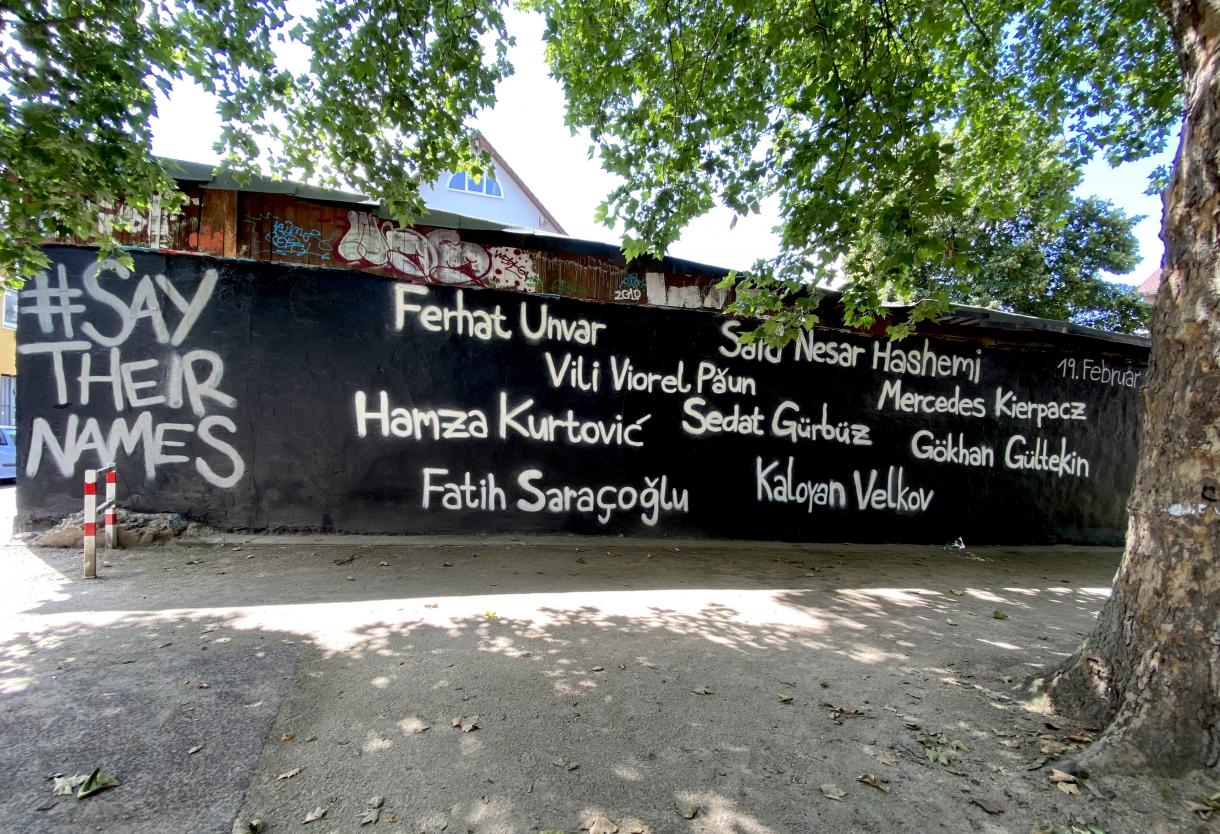 #SAY
THEIR
NAMES
Ferhat Unvar
Said Nesar Hashemi
19. Februar
Vili Viorel Păun
Mercedes Kierpacz
Hamza Kurtović
Sedat Gürbüz
Gökhan Gültekin
Fatih Saraçoğlu
Kaloyan Velkov